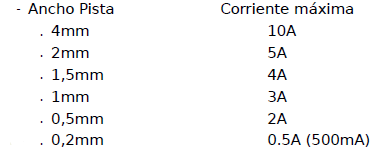 - Ancho Pista Corriente máxima
. 4mm 10A
. 2mm 5A
. 1,5mm 4A
. 1mm 3A
. 0,5mm 2A
. 0,2mm 0.5A (500mA)